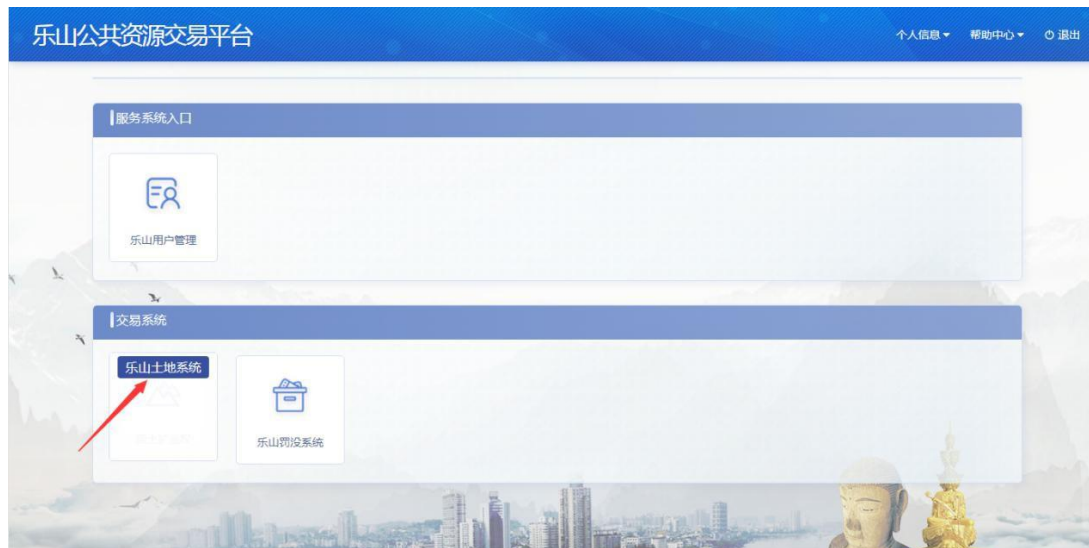 乐山公共资源交易平台
个人信息 帮助中心 退出
服务系统入口
乐山用户管理
交易系统
乐山土地系统
乐山罚没系统